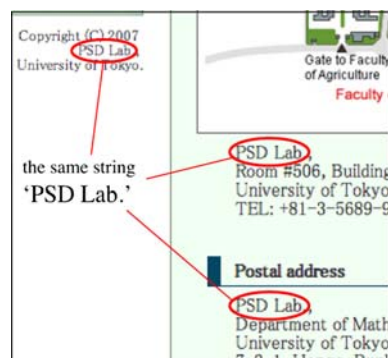 Copyright (C) 2007
PSD Lab.,
University of Tokyo.
the same string
‘PSD Lab.’
Gate to Faculty
of Agriculture
Faculty
PSD Lab.,
Room #506, Building
University of Tokyo
TEL: +81-3-5689-9
Postal address
PSD Lab.,
Department of Math
University of Tokyo